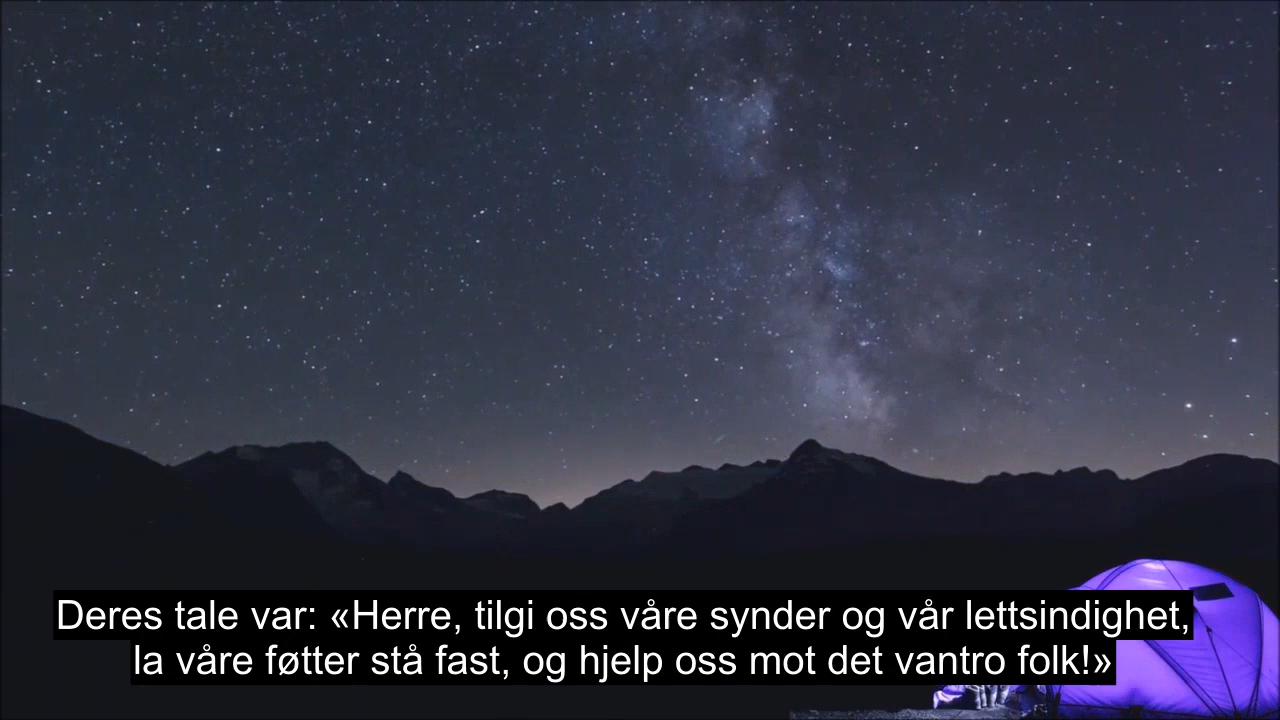 Deres tale var: «Herre, tilgi oss våre synder og vår lettsindighet,
la våre føtter stå fast, og hjelp oss mot det vantro folk!»